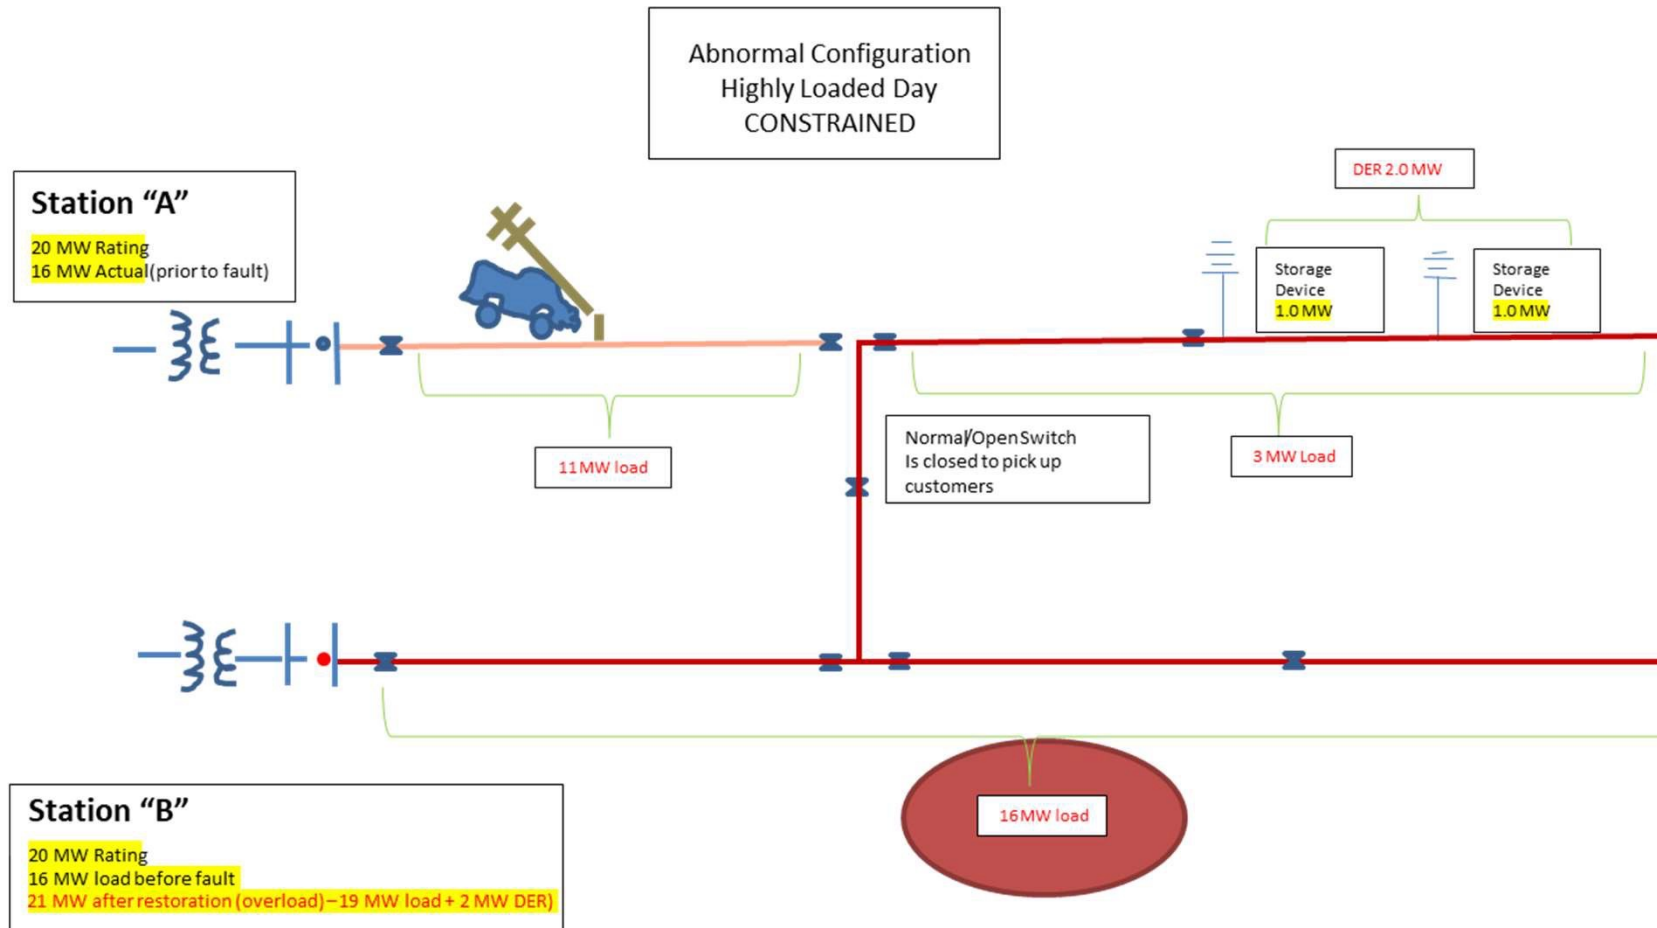 Abnormal Configuration
Highly Loaded Day
CONSTRAINED
DER 2.0 MW
Station “A”
20 MW Rating
16 MW Actual(prior to fault)
Storage
Device
1.0 MW
Storage
Device
1.0 MW
Normal/Open Switch
Is closed to pick up
customers
11 MW load
3 MW Load
16 MW load
Station “B”
20 MW Rating
16 MW load before fault
21 MW after restoration (overload) – 19 MW load + 2 MW DER)